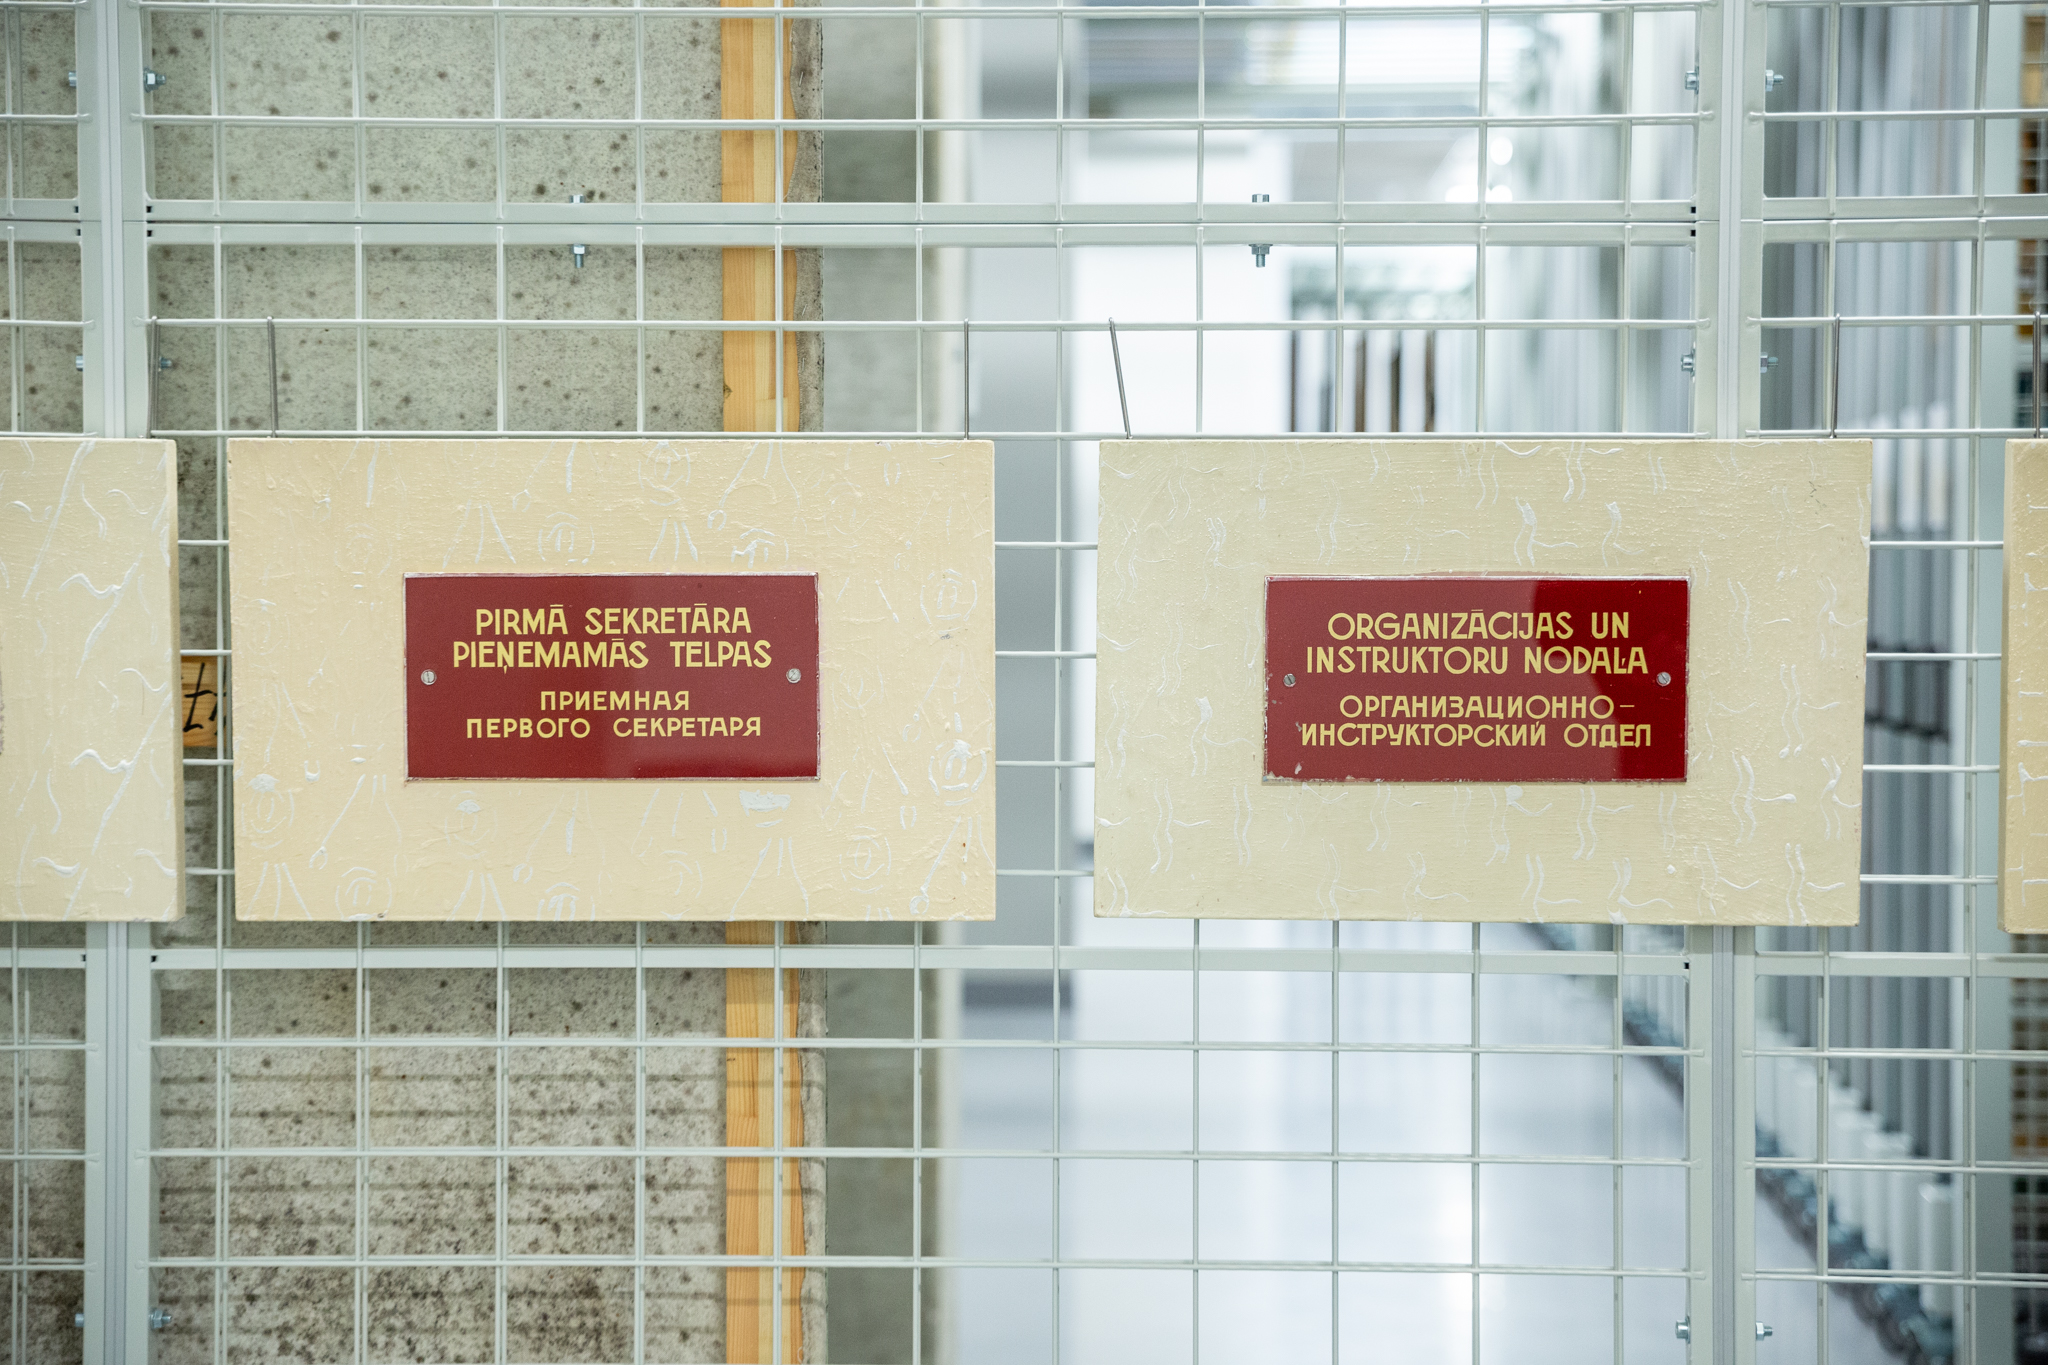 PIRMĀ SEKRETĀRA
PIEŅEMAMĀS TELPAS
ПРИЕМНАЯ
ПЕРВОГО СЕКРЕТАРЯ
ORGANIZĀCIJAS UN
INSTRUKTORU NODAĻA
ОРГАНИЗАЦИОННО-
ИНСТРУКТОРСКИЙ ОТДЕЛ